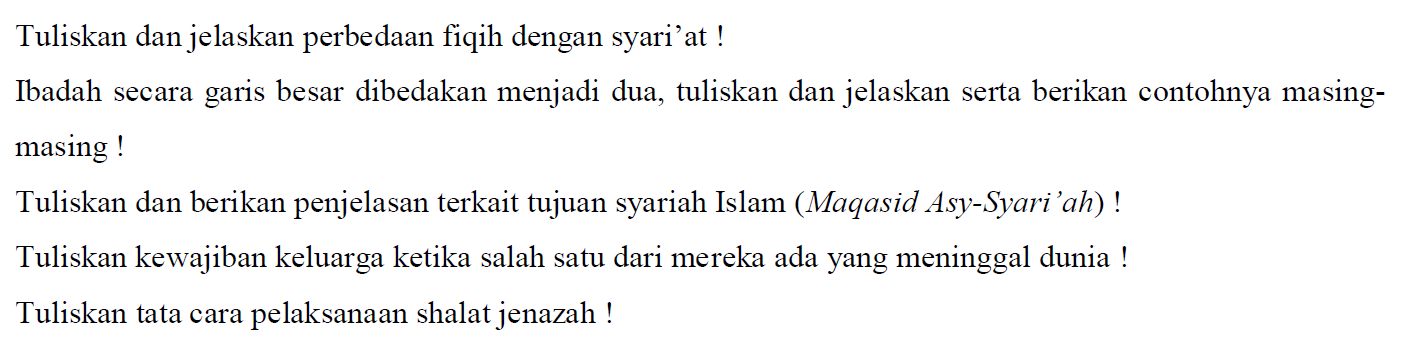 Tuliskan dan jelaskan perbedaan fiqih dengan syari’at !
Ibadah secara garis besar dibedakan menjadi dua, tuliskan dan jelaskan serta berikan contohnya masing-
masing !
Tuliskan dan berikan penjelasan terkait tujuan syariah Islam (Maqasid Asy-Syari’ah) !
Tuliskan kewajiban keluarga ketika salah satu dari mereka ada yang meninggal dunia !
Tuliskan tata cara pelaksanaan shalat jenazah !